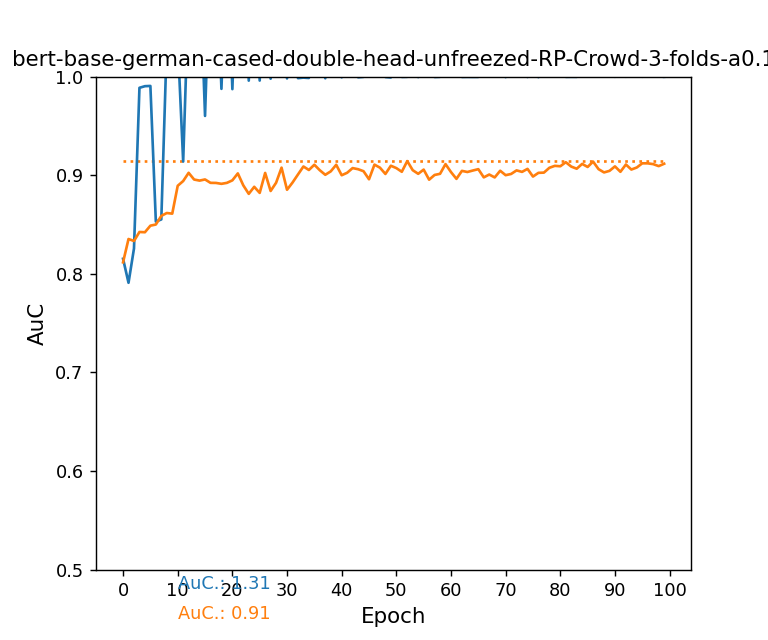 bert-base-german-cased-double-head-unfreezed-RP-Crowd-3-folds-a0.1
1.0
0.9
0.8
0.7
0.6
0.5
AuC
0 10 20 30 40 50 60 70 80 90 100
AuC.: 1.31
AuC.: 0.91
Epoch